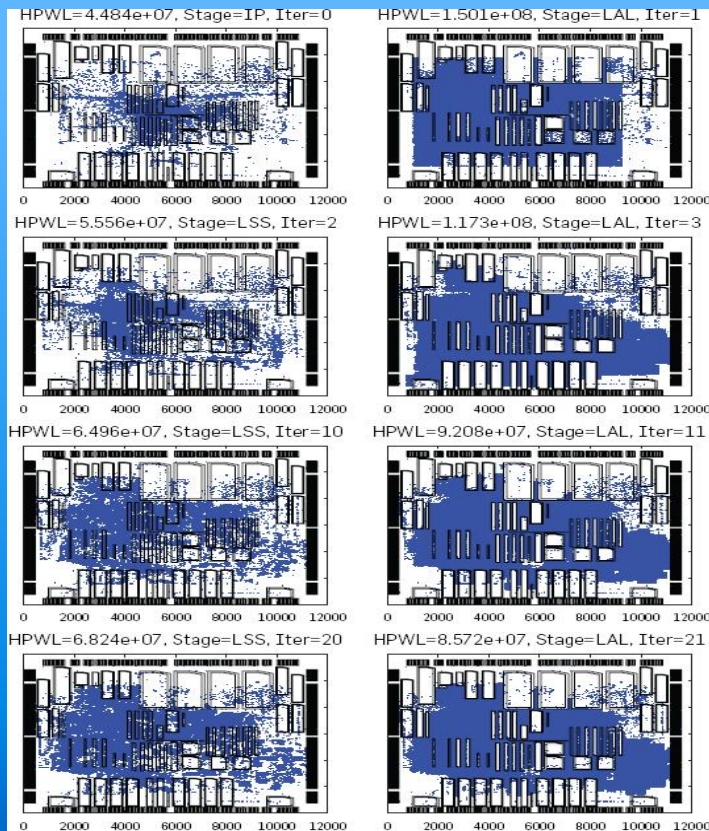 HPWL=4.484e+07, Stage=IP, Iter=0
HPWL=1.501e+08, Stage=LAL, Iter=1
0 2000 4000 6000 8000 10000 12000
0 2000 4000 6000 8000 10000 12000
HPWL=5.556e+07, Stage=LSS, Iter=2
HPWL=1.173e+08, Stage=LAL, Iter=3
0 2000 4000 6000 8000 10000 12000
0 2000 4000 6000 8000 10000 12000
HPWL=6.496e+07, Stage=LSS, Iter=10
HPWL=9.208e+07, Stage=LAL, Iter=11
0 2000 4000 6000 8000 10000 12000
0 2000 4000 6000 8000 10000 12000
HPWL=6.824e+07, Stage=LSS, Iter=20
HPWL=8.572e+07, Stage=LAL, Iter=21
0 2000 4000 6000 8000 10000 12000
0 2000 4000 6000 8000 10000 12000